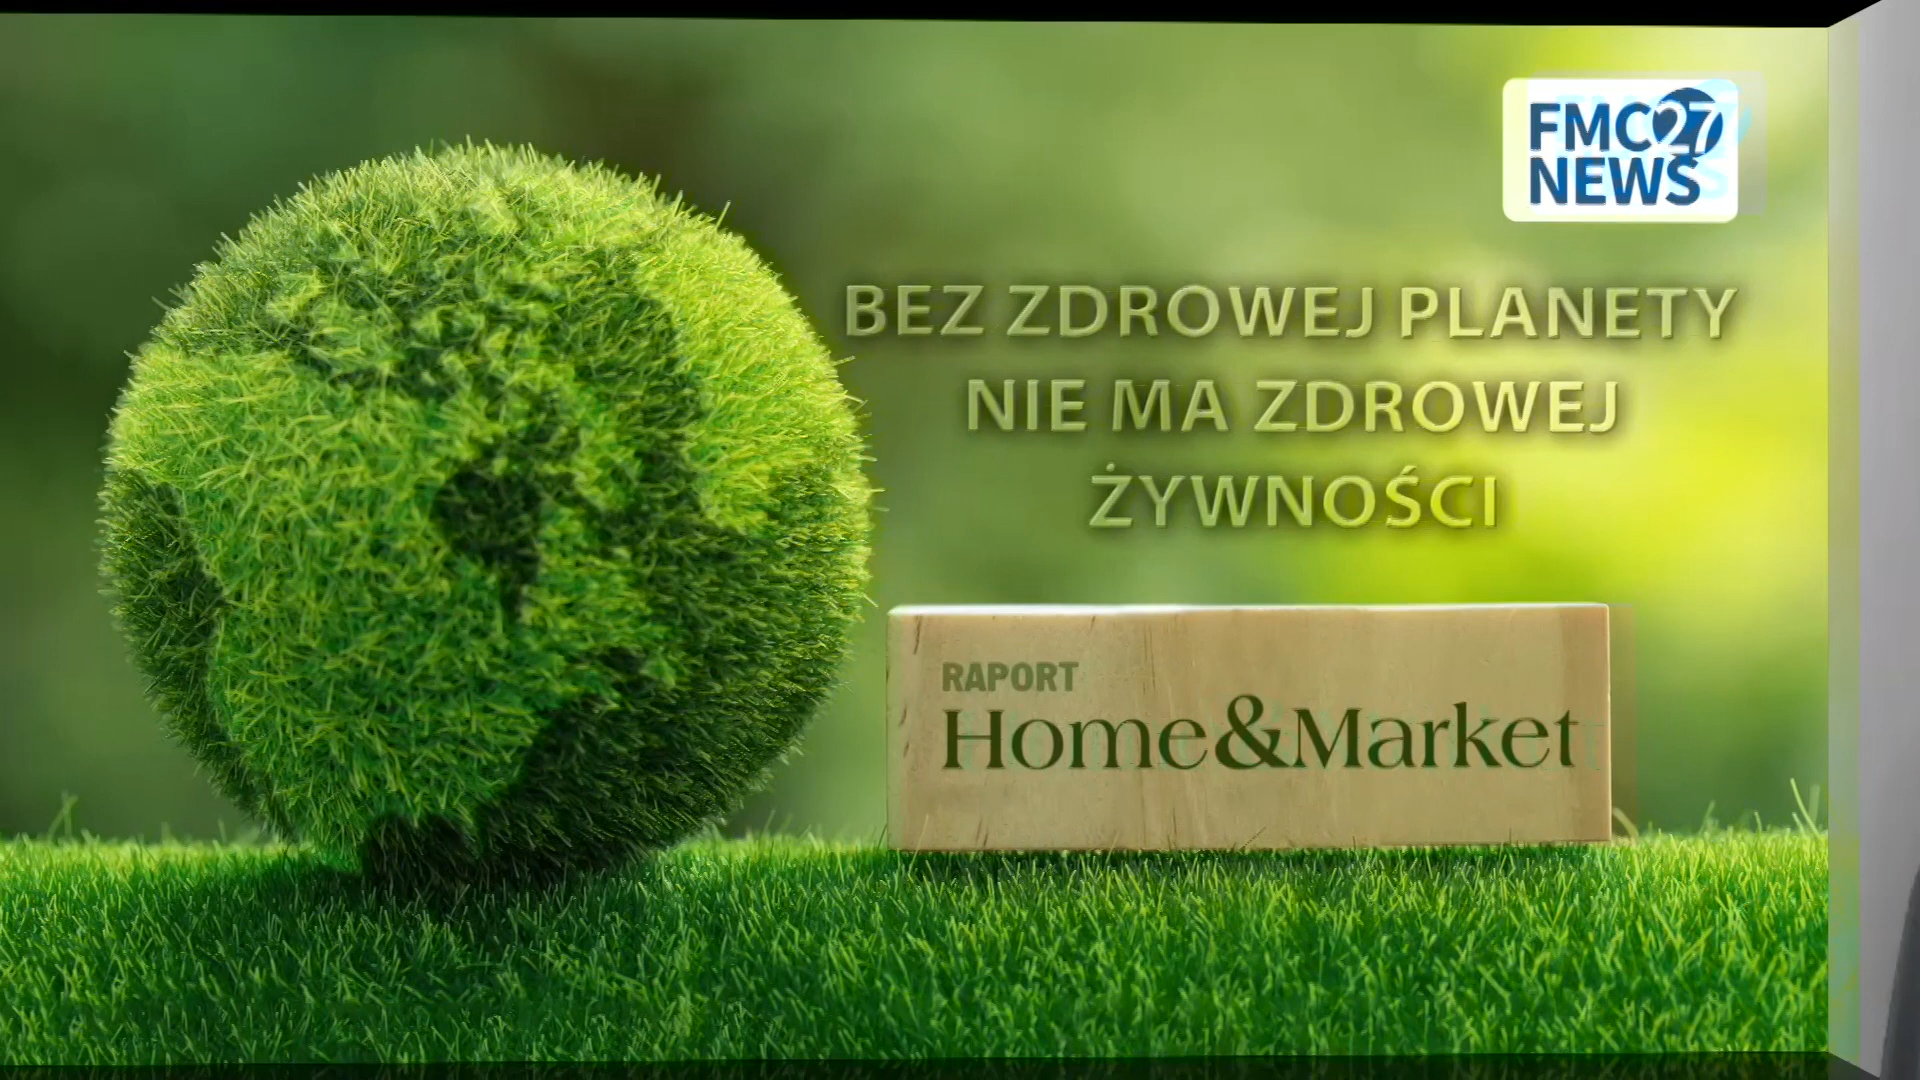 FMC27
NEWS
BEZ ZDROWEJ PLANETY
NIE MA ZDROWEJ
ŻYWNOŚCI
RAPORT
Home&Market